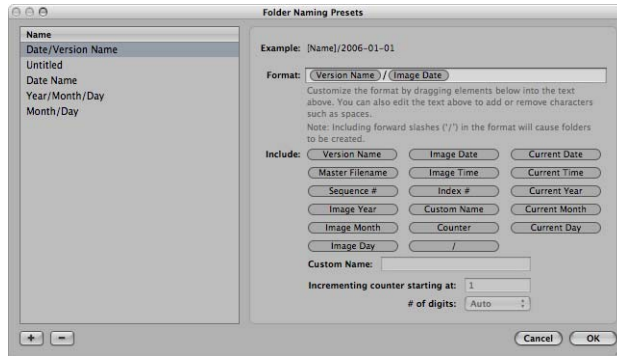 Folder Naming Presets
Name
Date/Version Name
Untitled
Date Name
Year/Month/Day
Month/Day
Example: [Name]/2006-01-01
Format: Version Name / Image Date
Customize the format by dragging elements below into the text
above. You can also edit the text above to add or remove characters
such as spaces.
Note: Including forward slashes ('/') in the format will cause folders
to be created.
Include: Version Name Image Date Current Date
Master Filename Image Time Current Time
Sequence # Index # Current Year
Image Year Custom Name Current Month
Image Month Counter Current Day
Image Day /
Custom Name:
Incrementing counter starting at: 1
# of digits: Auto
+ − Cancel OK